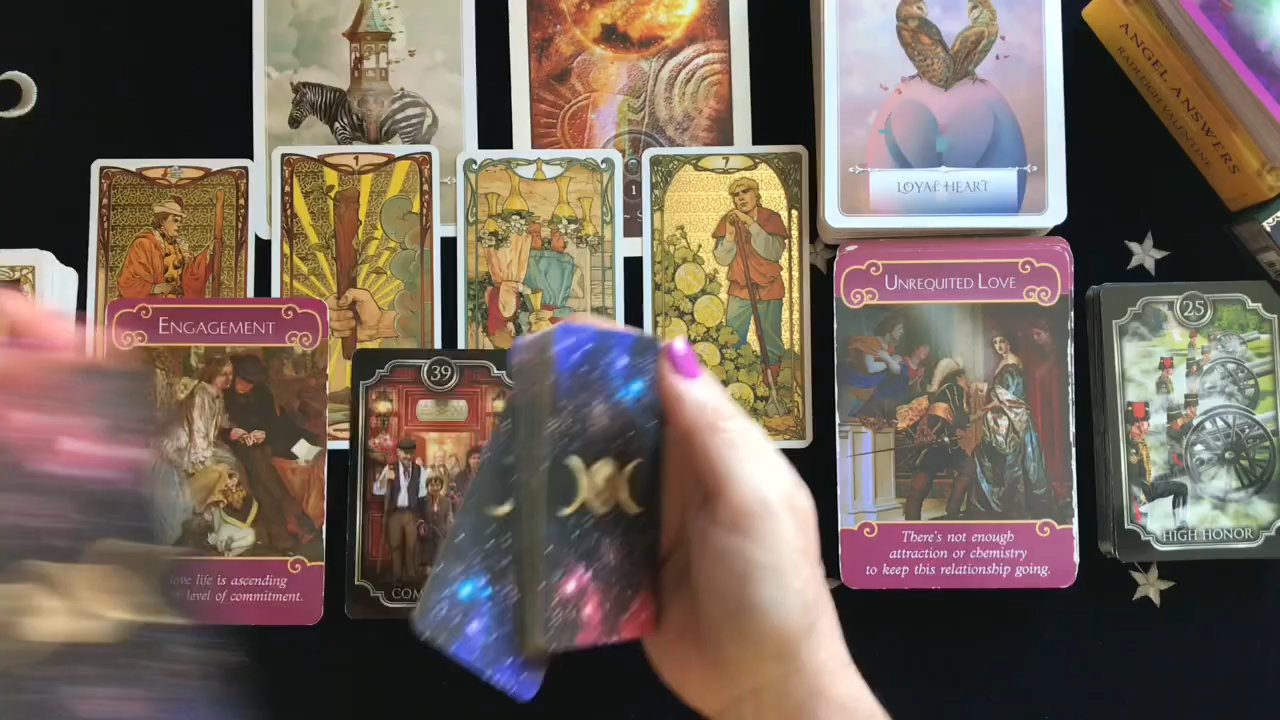 LOYAL HEART
ANGEL ANSWERS
RADLEIGH VALENTINE
7
1
ENGAGEMENT
love life is ascending
level of commitment.
39
COM
UNREQUITED LOVE
There's not enough
attraction or chemistry
to keep this relationship going.
25
HIGH HONOR